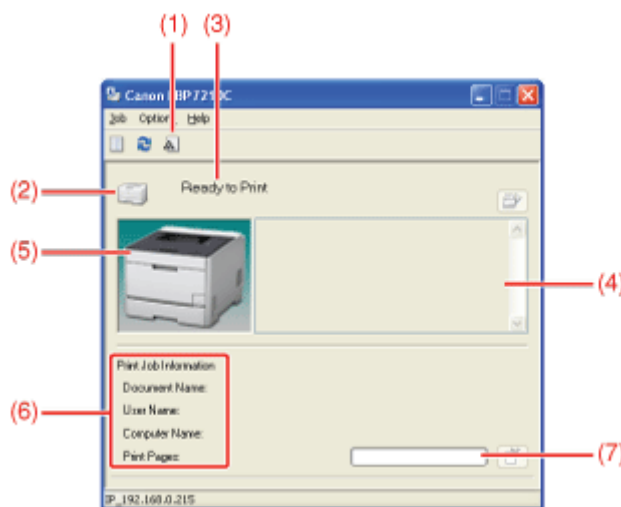 (1) (3)
Canon LBP7210C
Job Option Help
(2)
Ready to Print
(5)
(4)
Print Job Information
Document Name:
User Name:
Computer Name:
Print Pages:
(6)
(7)
IP_192.168.0.215